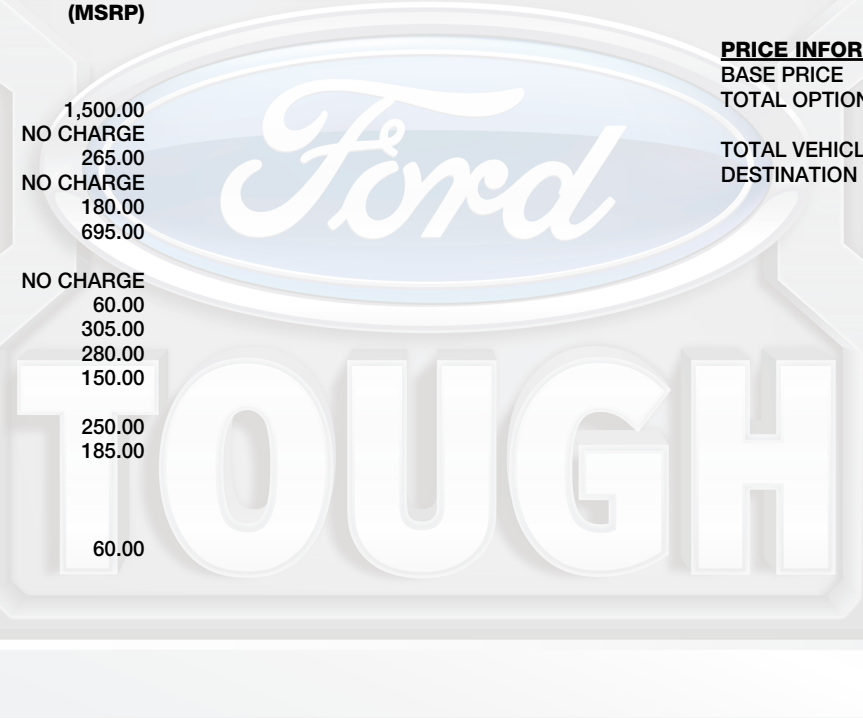 (MSRP)
1,500.00
NO CHARGE
265.00
NO CHARGE
180.00
695.00
NO CHARGE
60.00
305.00
280.00
150.00
250.00
185.00
60.00
PRICE INFOR
BASE PRICE
TOTAL OPTION
TOTAL VEHICL
DESTINATION
Ford
TOUGH